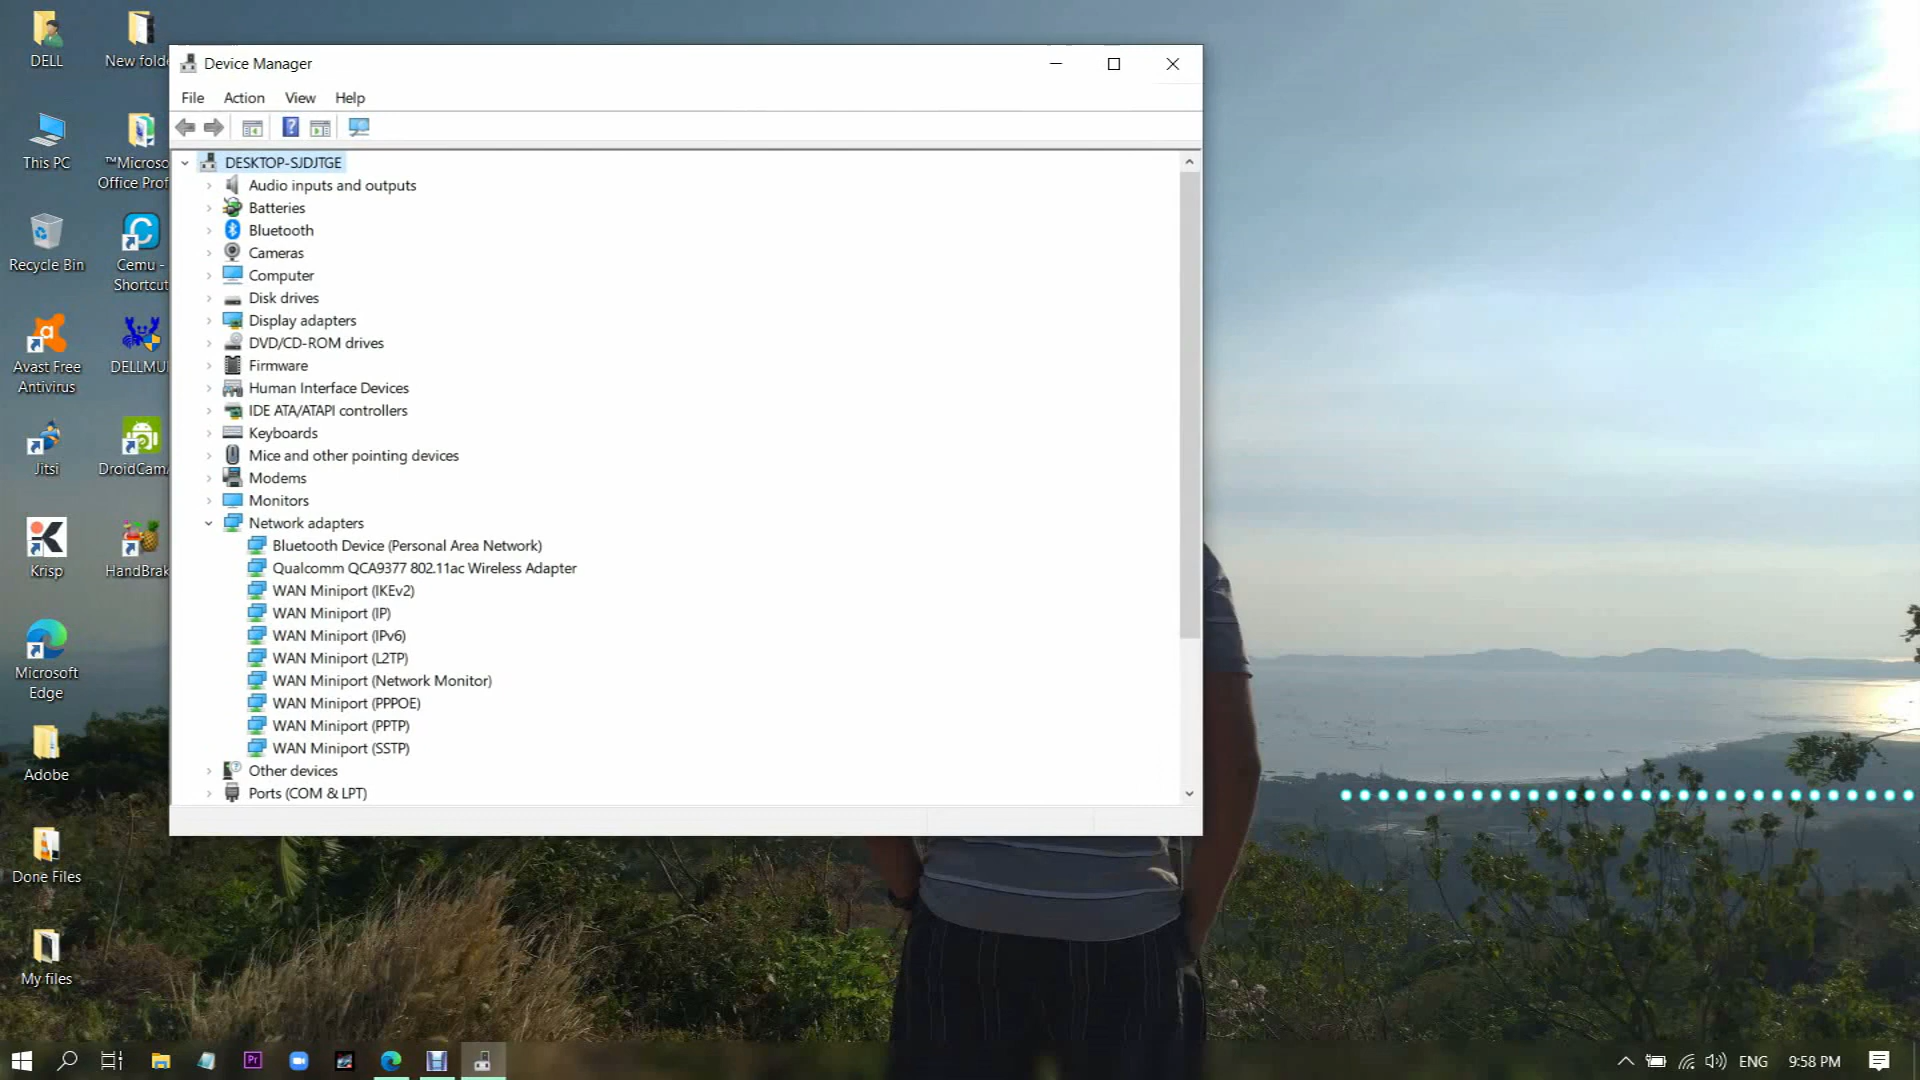 DELL
New folde
This PC
™Microso
Office Prof
Recycle Bin
Cemu -
Shortcut
Avast Free
Antivirus
DELLMU
Jitsi
DroidCam
Krisp
HandBrak
Microsoft
Edge
Adobe
Done Files
My files
Device Manager
File Action View Help
DESKTOP-SJDJTGE
Audio inputs and outputs
Batteries
Bluetooth
Cameras
Computer
Disk drives
Display adapters
DVD/CD-ROM drives
Firmware
Human Interface Devices
IDE ATA/ATAPI controllers
Keyboards
Mice and other pointing devices
Modems
Monitors
Network adapters
Bluetooth Device (Personal Area Network)
Qualcomm QCA9377 802.11ac Wireless Adapter
WAN Miniport (IKEv2)
WAN Miniport (IP)
WAN Miniport (IPv6)
WAN Miniport (L2TP)
WAN Miniport (Network Monitor)
WAN Miniport (PPPOE)
WAN Miniport (PPTP)
WAN Miniport (SSTP)
Other devices
Ports (COM & LPT)
Pr
ENG 9:58 PM